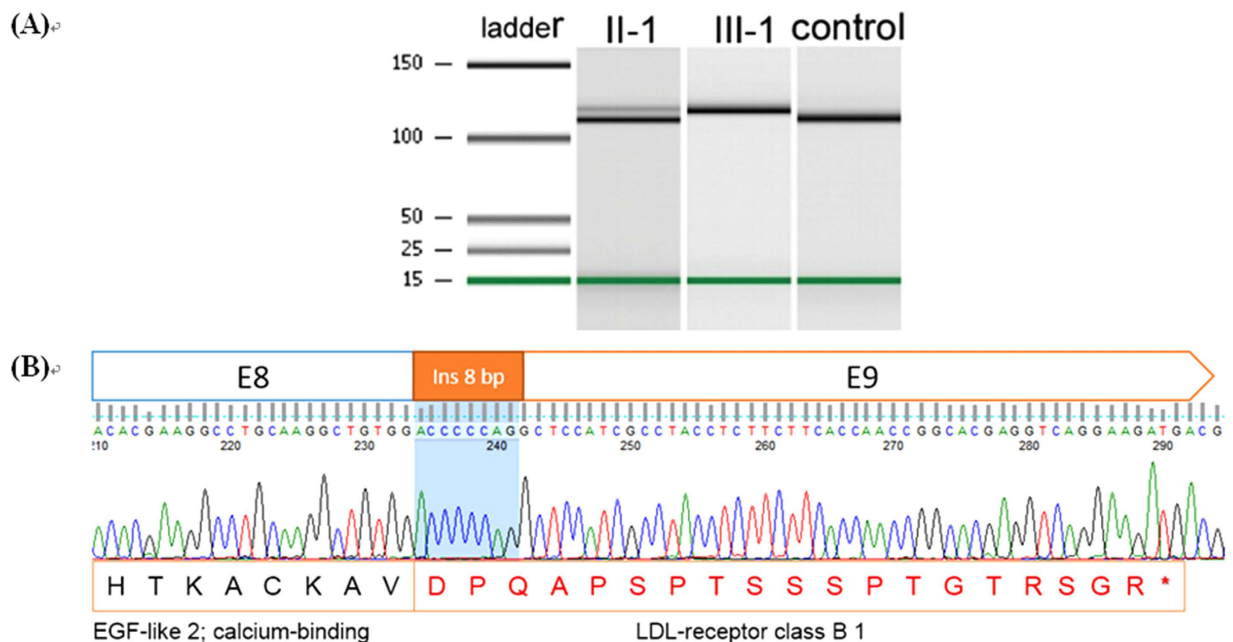 (A)
ladder II-1 III-1 control
150
100
50
25
15
(B)
E8 Ins 8 bp E9
A C A C G A A G G C C T G C A A G G C T G T G G A C C C C C A G G C T C C A T C G C C T A C C T C T T C T T C A C C A A C C G G C A C G A G G T C A G G A A G A T G A C G
:10 220 230 240 250 260 270 280 290
H T K A C K A V D P Q A P S P T S S S P T G T R S G R *
EGF-like 2; calcium-binding LDL-receptor class B 1